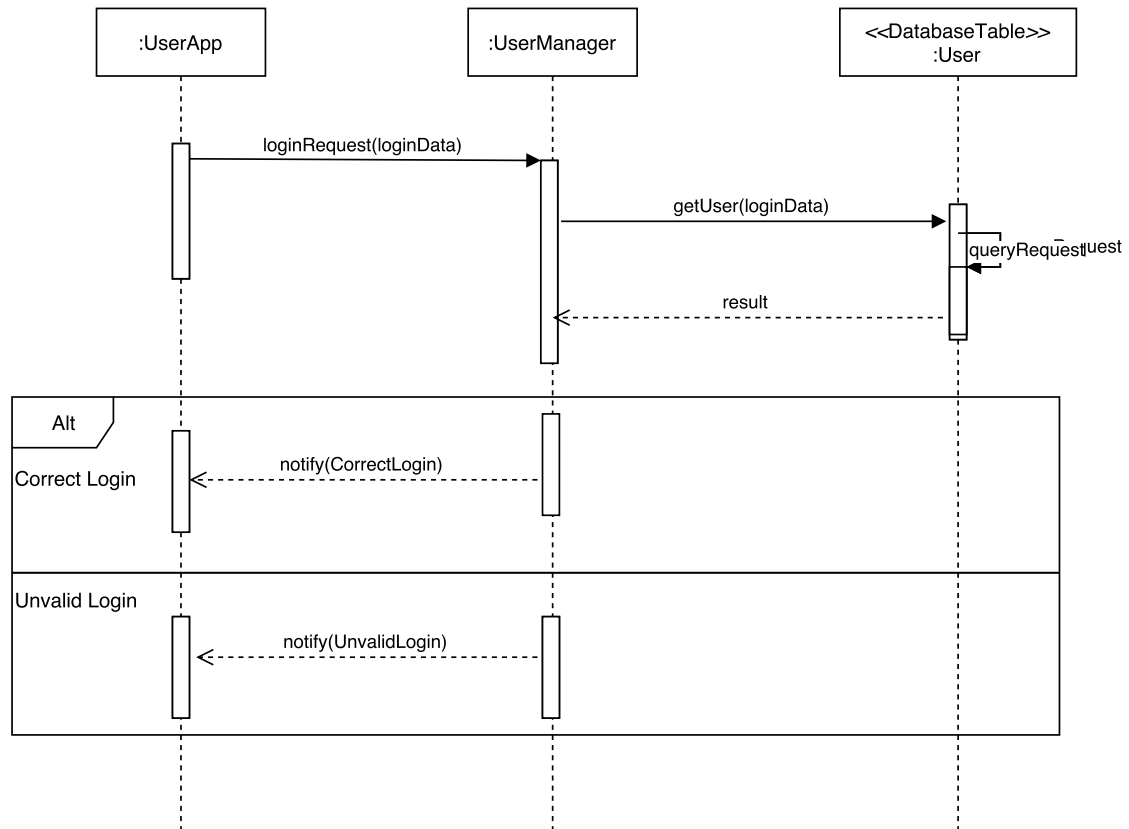 :UserApp
:UserManager
<<DatabaseTable>>
:User
loginRequest(loginData)
getUser(loginData)
queryRequest
result
Alt
Correct Login
notify(CorrectLogin)
Unvalid Login
notify(UnvalidLogin)